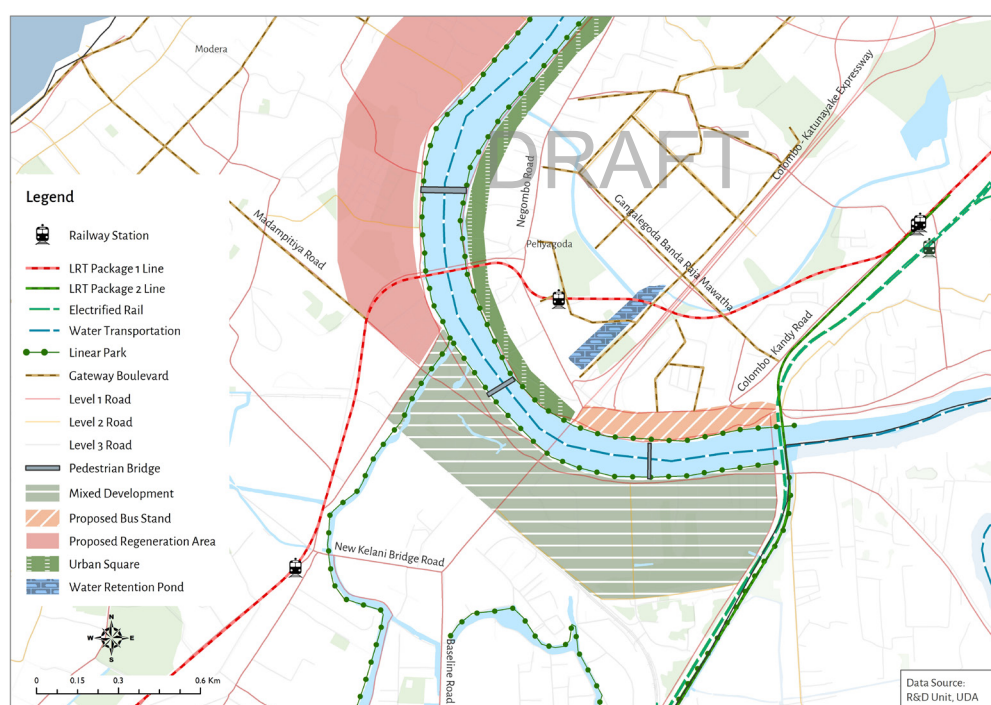 Modera
DRAFT
Colombo - Katunayake Expressway
Negombo Road
Legend
Railway Station
Madampitiya Road
Gangalegoda Banda Raja Mawatha
Peliyagoda
LRT Package 1 Line
LRT Package 2 Line
Electrified Rail
Water Transportation
Linear Park
Colombo - Kandy Road
Gateway Boulevard
Level 1 Road
Level 2 Road
Level 3 Road
Pedestrian Bridge
Mixed Development
Proposed Bus Stand
Proposed Regeneration Area
New Kelani Bridge Road
Urban Square
Water Retention Pond
N
W E
S
Baseline Road
0 0.15 0.3 0.6 Km
Data Source:
R&D Unit, UDA